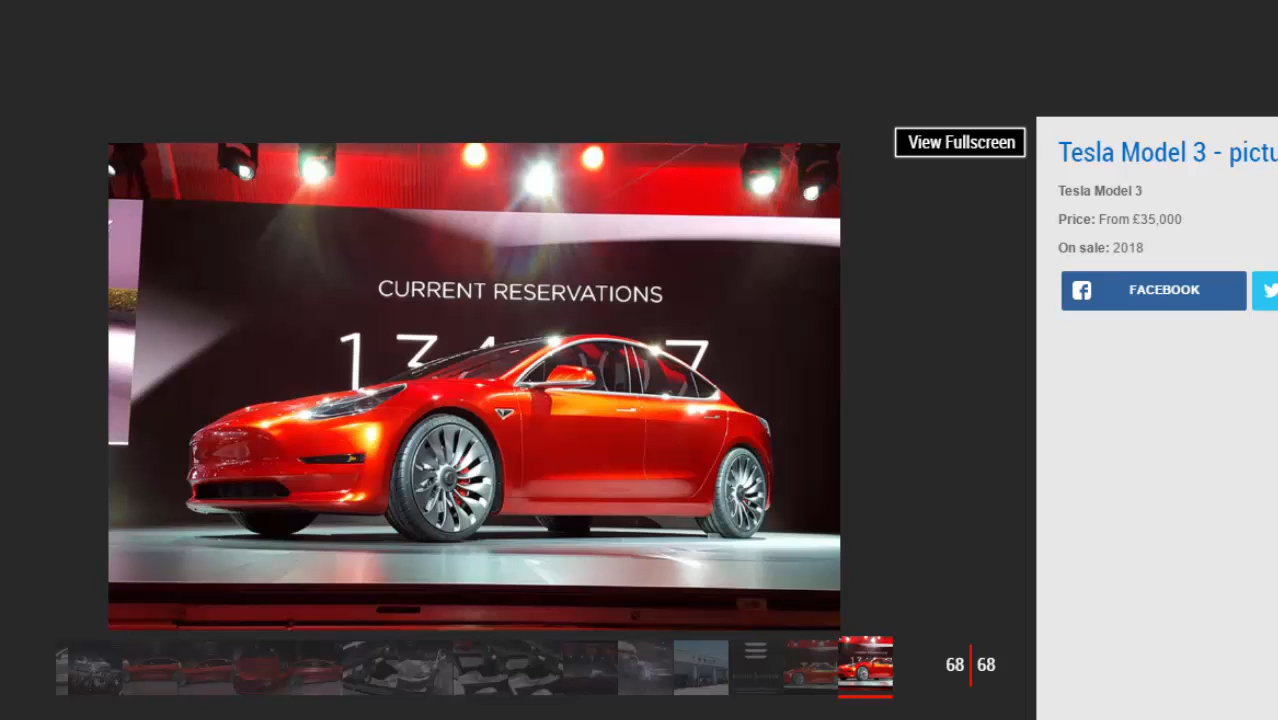 View Fullscreen
Tesla Model 3 - pictu
Tesla Model 3
Price: From £35,000
On sale: 2018
FACEBOOK
CURRENT RESERVATIONS
68 68